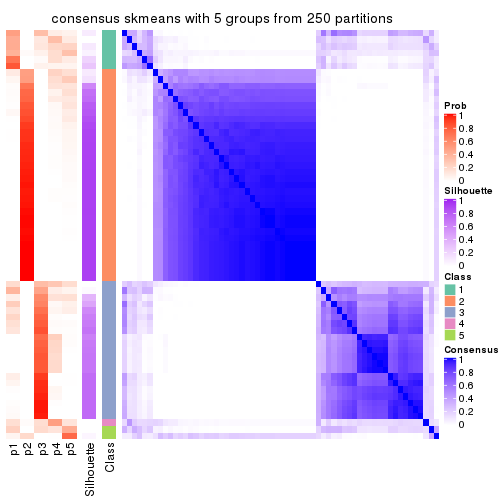 consensus skmeans with 5 groups from 250 partitions
Prob
1
0.8
0.6
0.4
0.2
0
Silhouette
1
0.8
0.6
0.4
0.2
0
Class
1
2
3
4
5
Consensus
1
0.8
0.6
0.4
0.2
0
p1
p2
p3
p4
p5
Silhouette
Class